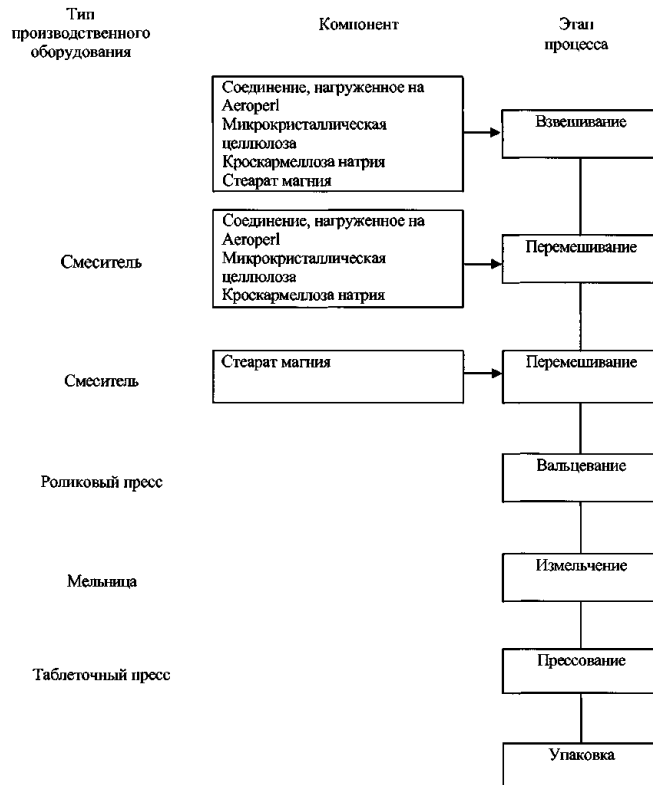 Тип
производственного
оборудования
Компонент
Этап
процесса
Соединение, нагруженное на
Aeroperl
Микрокристаллическая
целлюлоза
Кроскармеллоза натрия
Стеарат магния
Взвешивание
Смеситель
Соединение, нагруженное на
Aeroperl
Микрокристаллическая
целлюлоза
Кроскармеллоза натрия
Перемешивание
Смеситель
Стеарат магния
Перемешивание
Роликовый пресс
Вальцевание
Мельница
Измельчение
Таблеточный пресс
Прессование
Упаковка